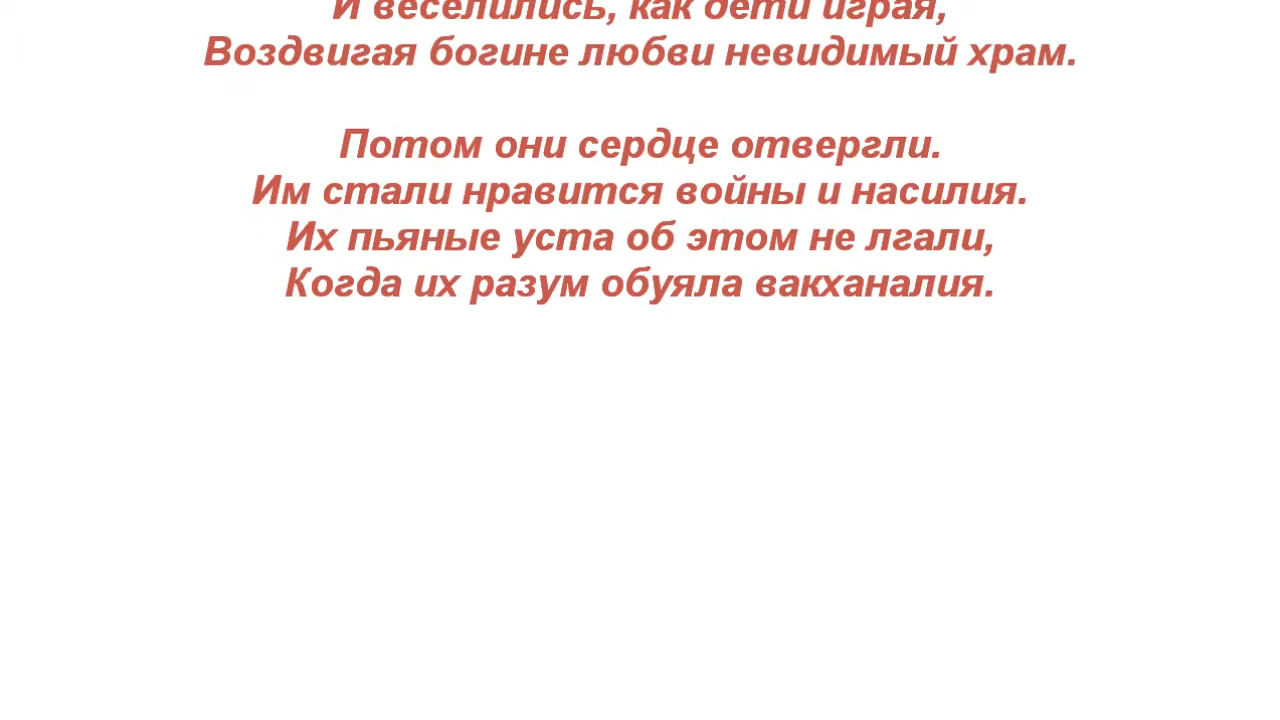 И веселились, как дети играя,
Воздвигая богине любви невидимый храм.
Потом они сердце отвергли.
Им стали нравится войны и насилия.
Их пьяные уста об этом не лгали,
Когда их разум обуяла вакханалия.